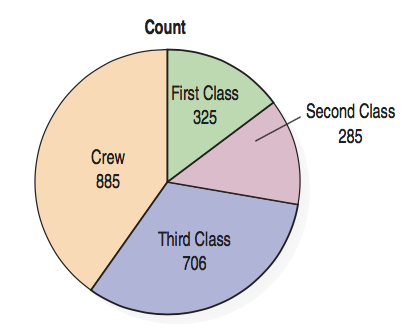 Count
First Class
325
Second Class
285
Crew
885
Third Class
706